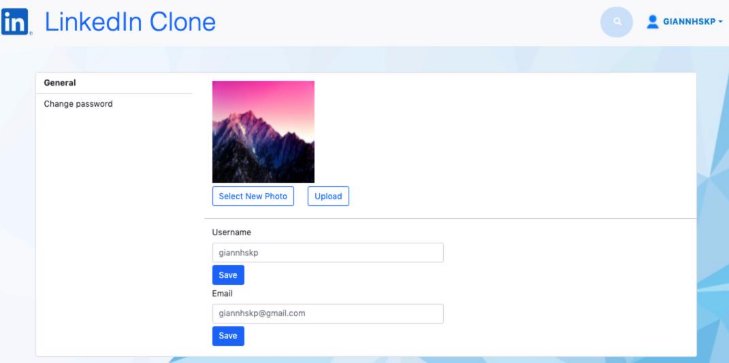 in® LinkedIn Clone
GIANNHSKP
General
Change password
Select New Photo
Upload
Username
giannhskp
Save
Email
giannhskp@gmail.com
Save